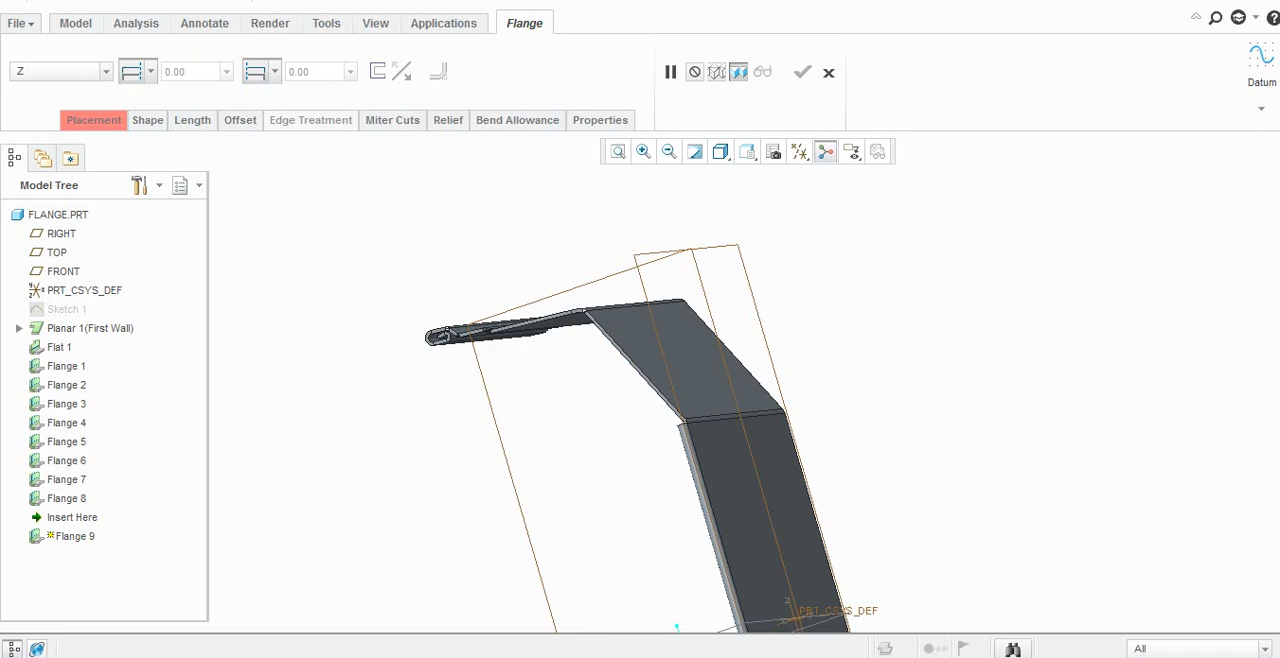 File Model Analysis Annotate Render Tools View Applications Flange
Z 0.00 0.00
Datum
Placement Shape Length Offset Edge Treatment Miter Cuts Relief Bend Allowance Properties
Model Tree
FLANGE.PRT
RIGHT
TOP
FRONT
PRT_CSYS_DEF
Sketch 1
Planar 1(First Wall)
Flat 1
Flange 1
Flange 2
Flange 3
Flange 4
Flange 5
Flange 6
Flange 7
Flange 8
Insert Here
Flange 9
PRT_CSYS_DEF
All